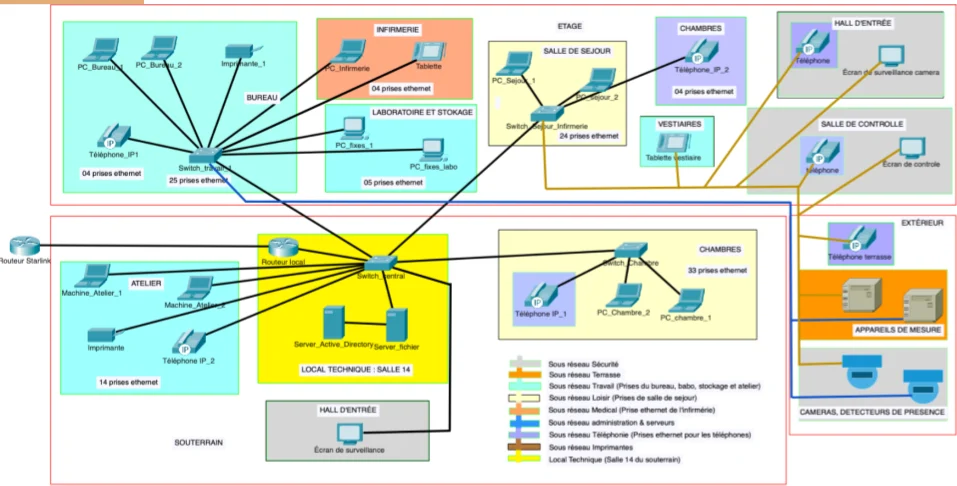 PC_Bureau_1
PC_Bureau_2
Imprimante_1
BUREAU
Téléphone_IP1
04 prises ethernet
Switch_travail_1
25 prises ethernet
INFIRMERIE
PC_Infirmerie
Tablette
04 prises ethernet
LABORATOIRE ET STOKAGE
PC_fixes_1
PC_fixes_labo
05 prises ethernet
ETAGE
SALLE DE SEJOUR
PC_Sejour_1
PC_sejour_2
Switch_Sejour_Infirmerie
24 prises ethernet
CHAMBRES
Téléphone_IP_2
04 prises ethernet
VESTIAIRES
Tablette vestiaire
HALL D'ENTRÉE
IP
Téléphone
Écran de surveillance camera
SALLE DE CONTROLLE
IP
téléphone
Écran de controle
EXTÉRIEUR
IP
Téléphone terrasse
APPAREILS DE MESURE
CAMERAS, DETECTEURS DE PRESENCE
Routeur Starlink
Routeur local
Switch_central
Machine_Atelier_1
ATELIER
Machine_Atelier_2
Imprimante
IP
Téléphone IP_2
14 prises ethernet
Server_Active_Directory
Server_fichier
LOCAL TECHNIQUE : SALLE 14
HALL D'ENTRÉE
Écran de surveillance
SOUTERRAIN
CHAMBRES
Switch_Chambre
33 prises ethernet
IP
Téléphone IP_1
PC_Chambre_2
PC_chambre_1
Sous réseau Sécurité
Sous réseau Terrasse
Sous réseau Travail (Prises du bureau, babo, stockage et atelier)
Sous réseau Loisir (Prises de salle de sejour)
Sous réseau Medical (Prise ethernet de l'infirmérie)
Sous réseau administration & serveurs
Sous réseau Téléphonie (Prises ethernet pour les téléphones)
Sous réseau Imprimantes
Local Technique (Salle 14 du souterrain)